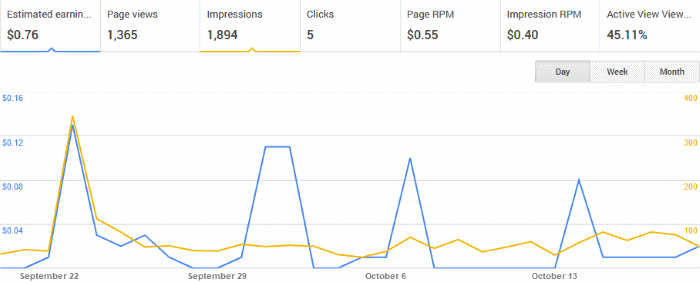 Estimated earnin... Page views Impressions Clicks Page RPM Impression RPM Active View View...
$0.76 1,365 1,894 5 $0.55 $0.40 45.11%
Day Week Month
$0.16 400
$0.12 300
$0.08 200
$0.04 100
September 22 September 29 October 6 October 13